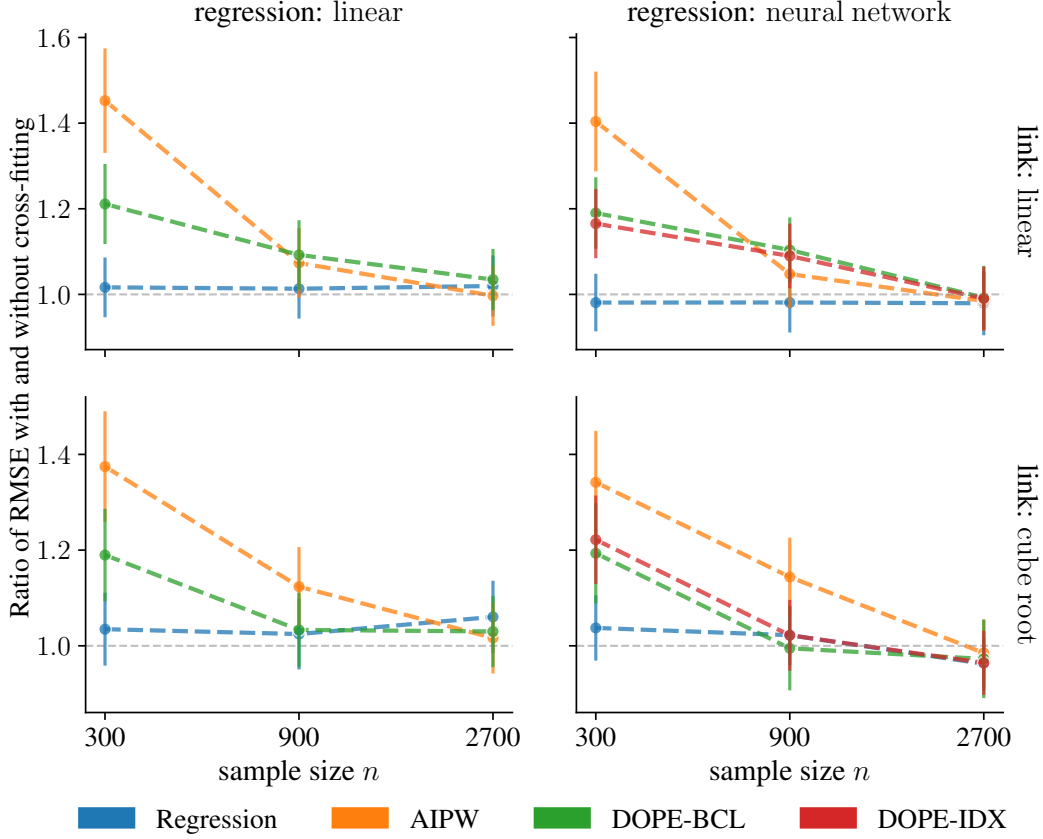 regression: linear
regression: neural network
Ratio of RMSE with and without cross-fitting
1.6
1.4
1.2
1.0
link: linear
1.4
1.2
1.0
link: cube root
300
900
2700
300
900
2700
sample size n
sample size n
Regression
AIPW
DOPE-BCL
DOPE-IDX